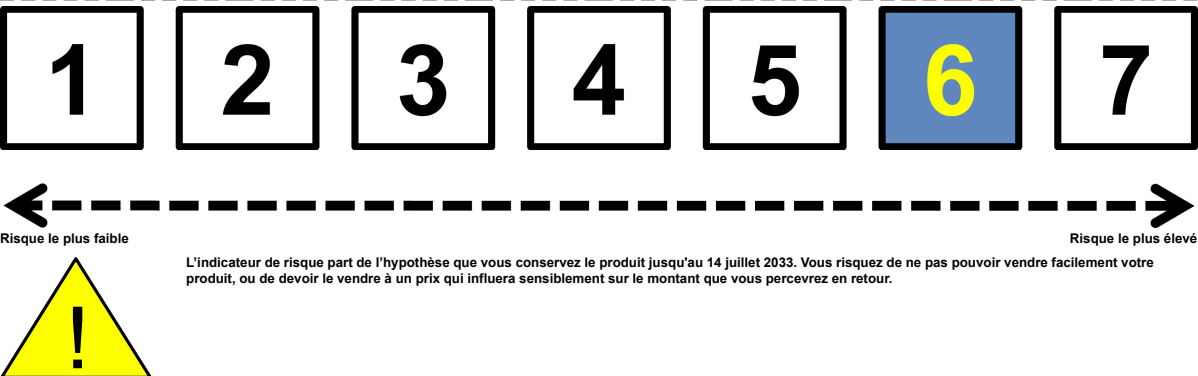 1 2 3 4 5 6 7
Risque le plus faible Risque le plus élevé
L'indicateur de risque part de l'hypothèse que vous conservez le produit jusqu'au 14 juillet 2033. Vous risquez de ne pas pouvoir vendre facilement votre
produit, ou de devoir le vendre à un prix qui influera sensiblement sur le montant que vous percevrez en retour.
!